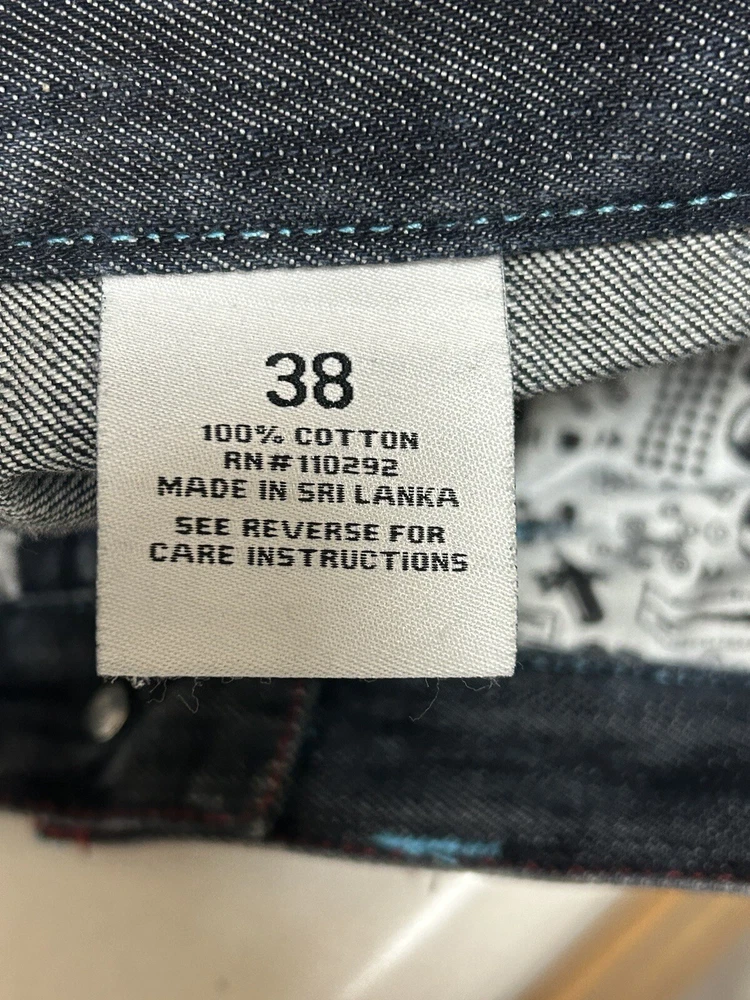 38
100% COTTON
RN#110292
MADE IN SRI LANKA
SEE REVERSE FOR
CARE INSTRUCTIONS